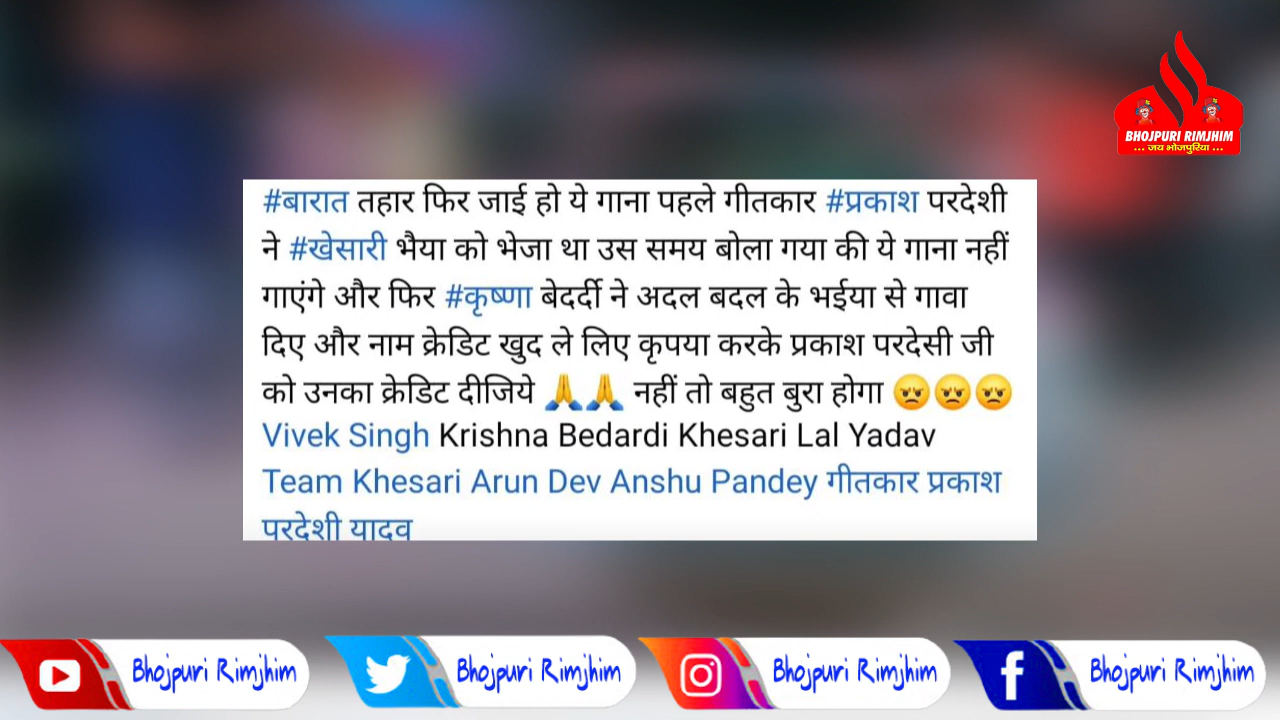 BHOJPURI RIMJHIM
... जय भोजपुरिया ...
#बारात तहार फिर जाई हो ये गाना पहले गीतकार #प्रकाश परदेशी
ने #खेसारी भैया को भेजा था उस समय बोला गया की ये गाना नहीं
गाएंगे और फिर #कृष्णा बेदर्दी ने अदल बदल के भईया से गावा
दिए और नाम क्रेडिट खुद ले लिए कृपया करके प्रकाश परदेसी जी
को उनका क्रेडिट दीजिये 🙏🙏 नहीं तो बहुत बुरा होगा 😠😠😠
Vivek Singh Krishna Bedardi Khesari Lal Yadav
Team Khesari Arun Dev Anshu Pandey गीतकार प्रकाश
परदेशी यादव
Bhojpuri Rimjhim
Bhojpuri Rimjhim
Bhojpuri Rimjhim
Bhojpuri Rimjhim